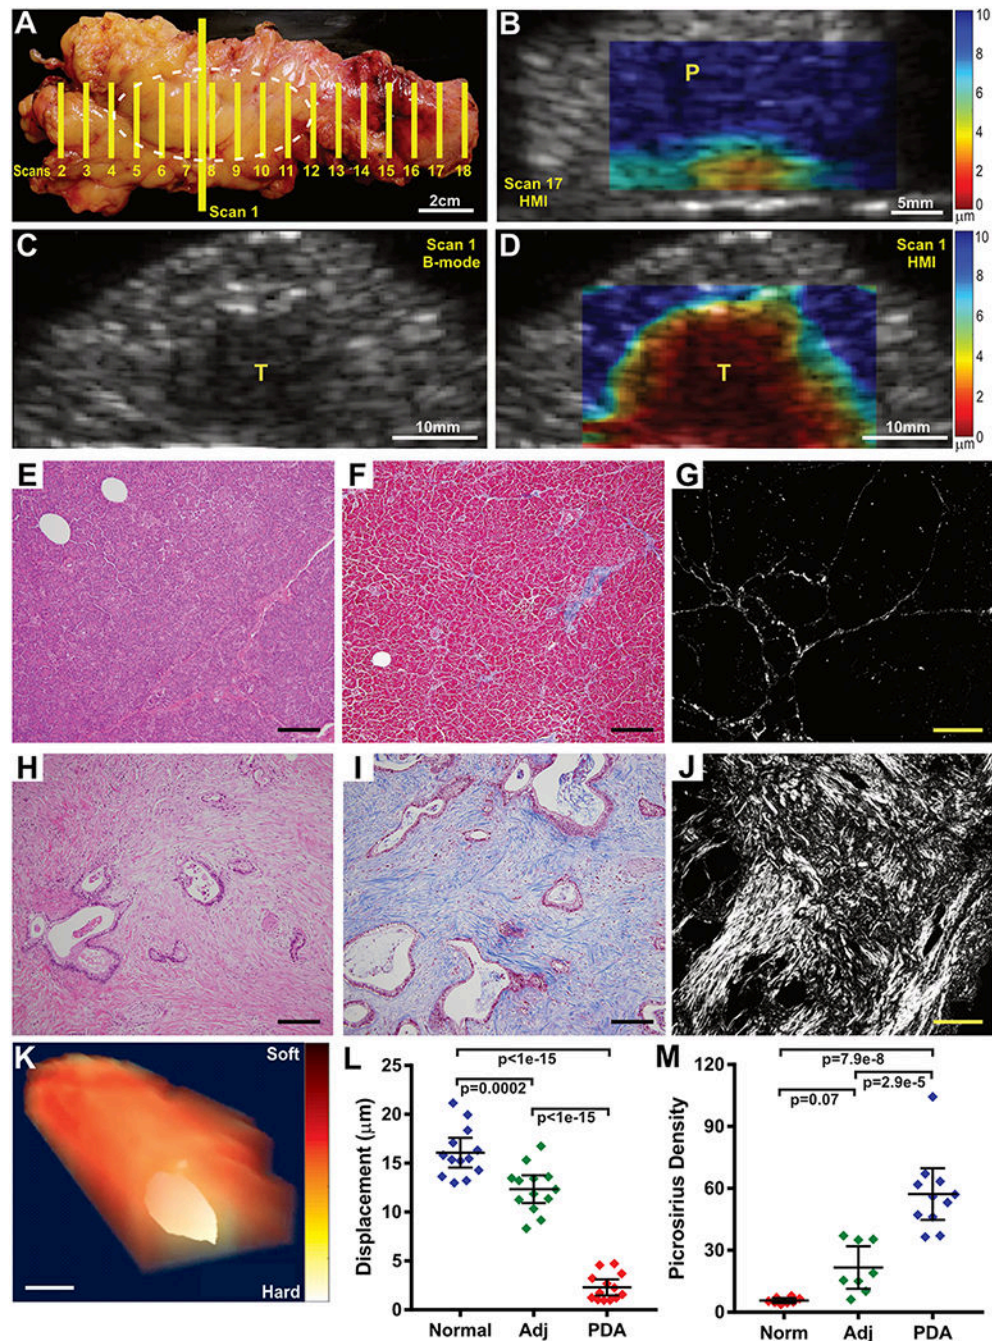 A
Scans 2 3 4 5 6 7 8 9 10 11 12 13 14 15 16 17 18
Scan 1
2cm
B
P
Scan 17
HMI
5mm
10
8
6
4
2
0
μm
C
Scan 1
B-mode
T
10mm
D
Scan 1
HMI
T
10mm
10
8
6
4
2
0
μm
E
F
G
H
I
J
K
Soft
Hard
L
p<1e-15
p=0.0002
p<1e-15
Displacement (μm)
25
20
15
10
5
0
Normal Adj PDA
M
p=7.9e-8
p=2.9e-5
p=0.07
Picrosirius Density
120
90
60
30
0
Norm Adj PDA